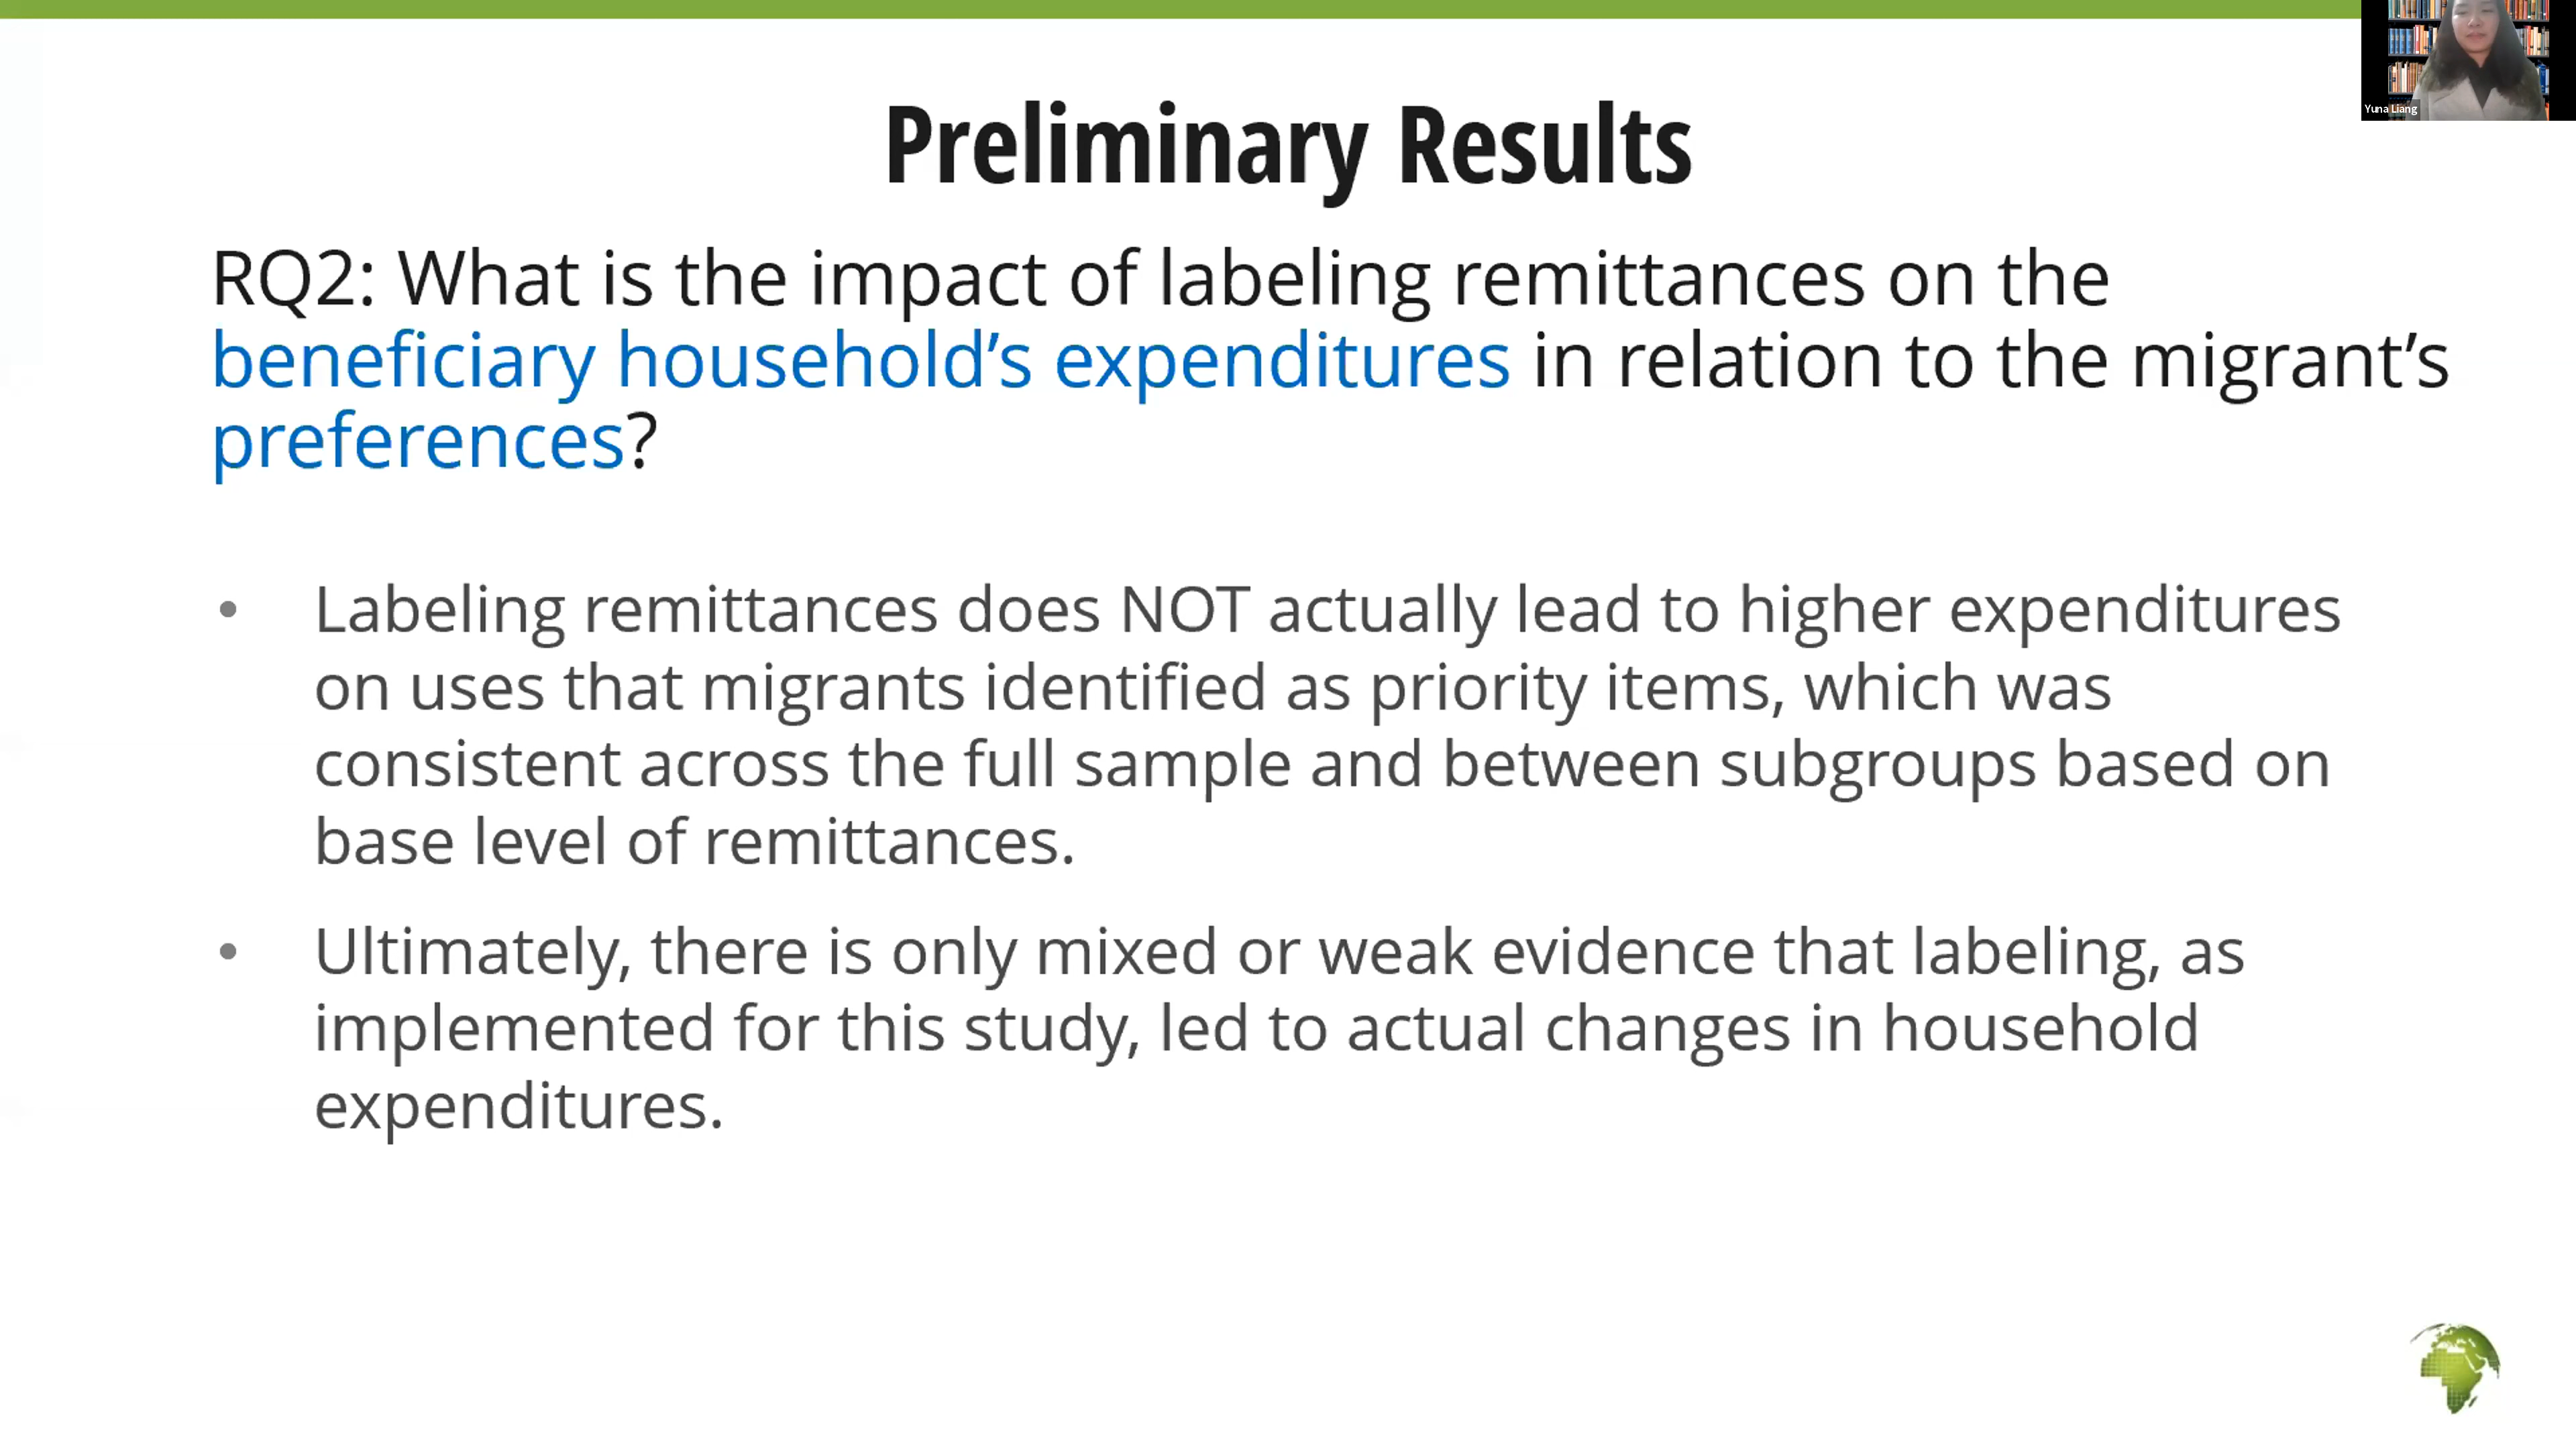 Yuna Liang
Preliminary Results
RQ2: What is the impact of labeling remittances on the
beneficiary household’s expenditures in relation to the migrant’s
preferences?
• Labeling remittances does NOT actually lead to higher expenditures
on uses that migrants identified as priority items, which was
consistent across the full sample and between subgroups based on
base level of remittances.
• Ultimately, there is only mixed or weak evidence that labeling, as
implemented for this study, led to actual changes in household
expenditures.